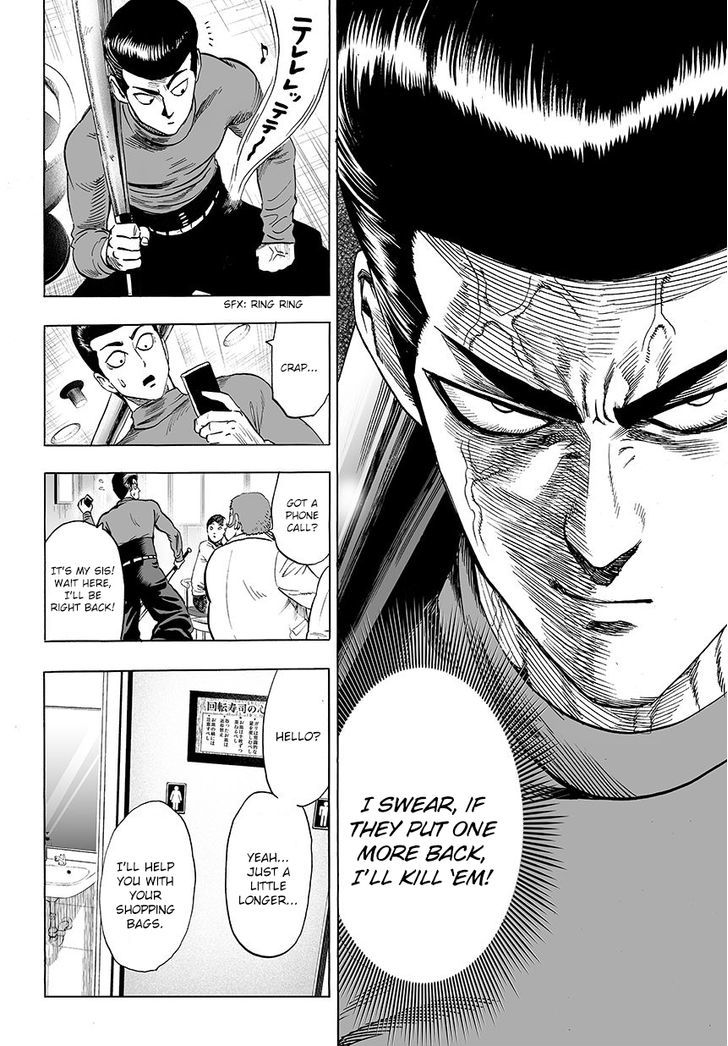 I SWEAR, IF
THEY PUT ONE
MORE BACK,
I'LL KILL 'EM!
テレレレッ
テテー
♪
SFX: RING RING
CRAP...
GOT A
PHONE
CALL?
IT'S MY SIS!
WAIT HERE,
I'LL BE
RIGHT BACK!
HELLO?
回転寿司の心
YEAH...
JUST A
LITTLE
LONGER...
I'LL HELP
YOU WITH
YOUR
SHOPPING
BAGS.